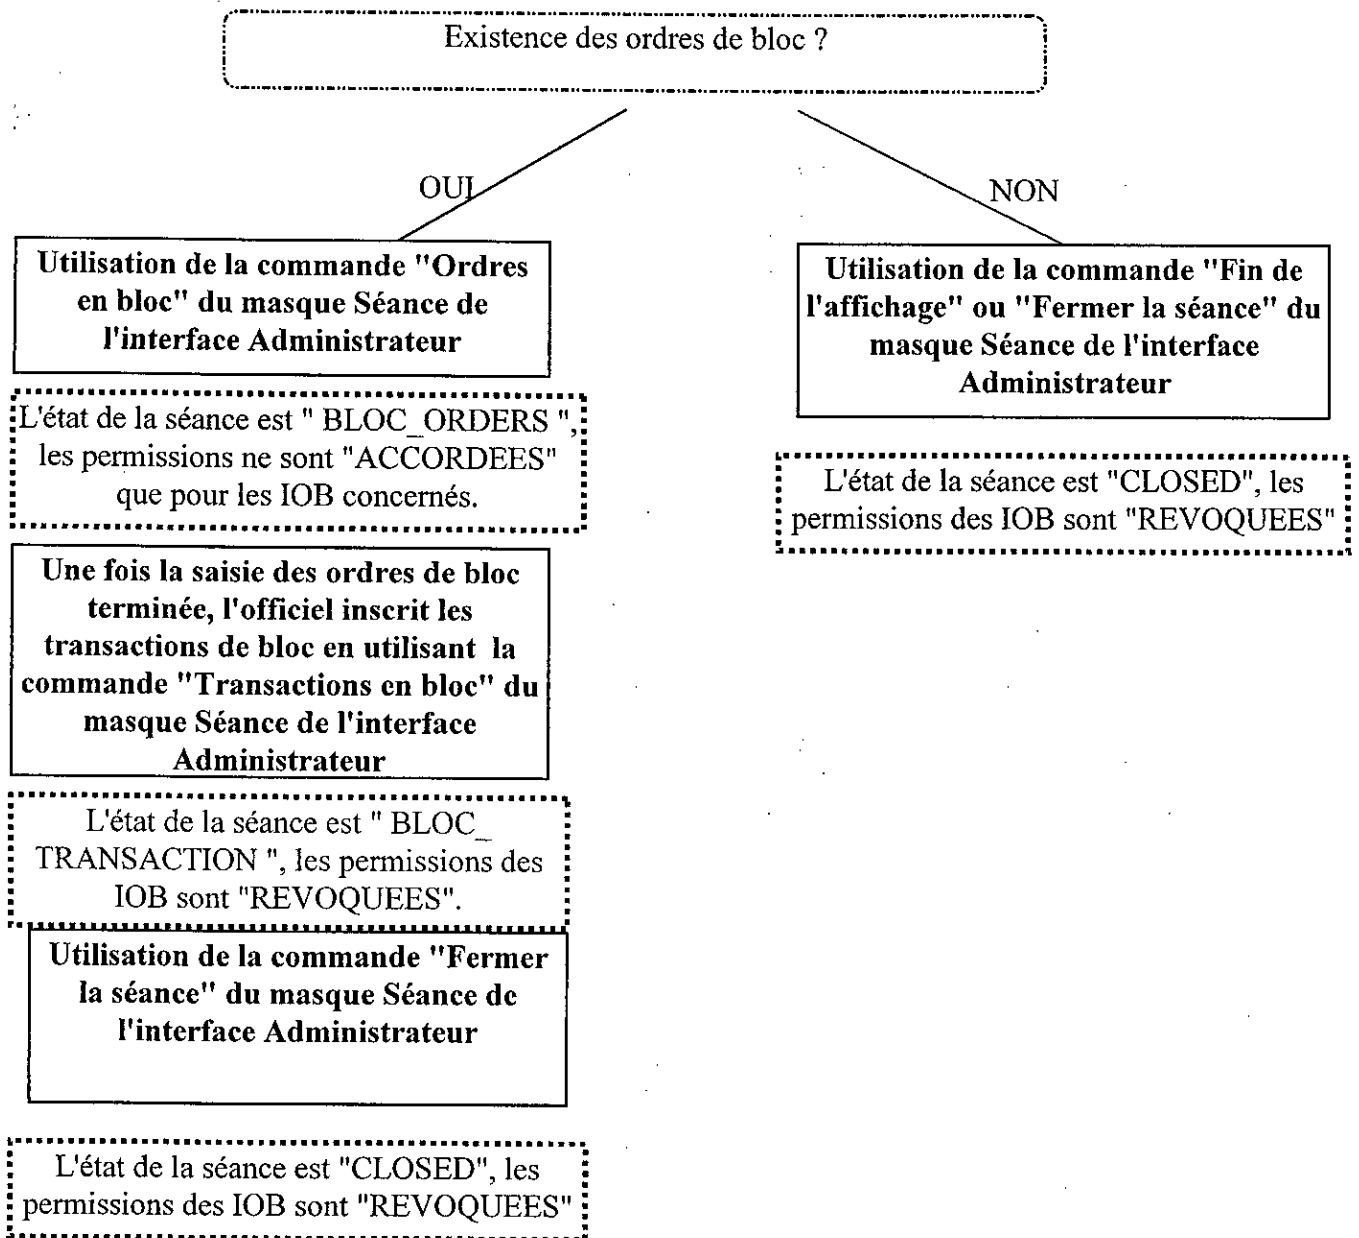 Existence des ordres de bloc ?
OUI
NON
Utilisation de la commande "Ordres
en bloc" du masque Séance de
l'interface Administrateur
L'état de la séance est " BLOC_ORDERS ",
les permissions ne sont "ACCORDEES"
que pour les IOB concernés.
Une fois la saisie des ordres de bloc
terminée, l'officiel inscrit les
transactions de bloc en utilisant la
commande "Transactions en bloc" du
masque Séance de l'interface
Administrateur
L'état de la séance est " BLOC_
TRANSACTION ", les permissions des
IOB sont "REVOQUEES".
Utilisation de la commande "Fermer
la séance" du masque Séance de
l'interface Administrateur
L'état de la séance est "CLOSED", les
permissions des IOB sont "REVOQUEES"
Utilisation de la commande "Fin de
l'affichage" ou "Fermer la séance" du
masque Séance de l'interface
Administrateur
L'état de la séance est "CLOSED", les
permissions des IOB sont "REVOQUEES"